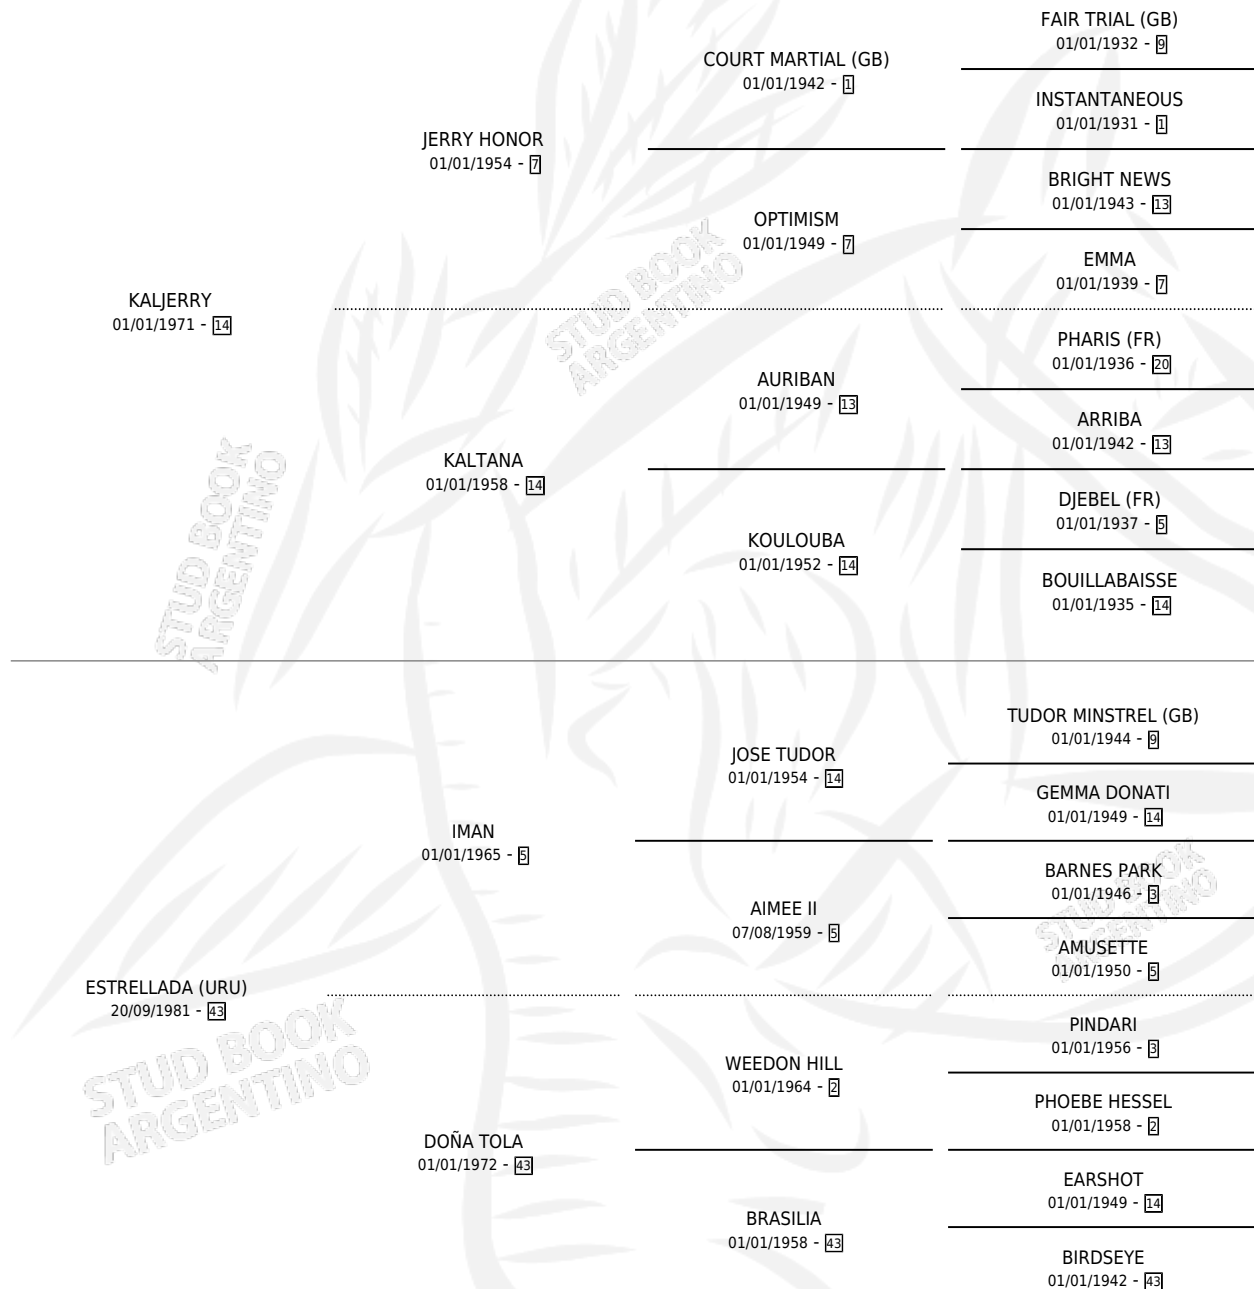 FAIR TRIAL (GB)
01/01/1932 - 9
COURT MARTIAL (GB)
01/01/1942 - 1
INSTANTANEOUS
01/01/1931 - 1
JERRY HONOR
01/01/1954 - 7
BRIGHT NEWS
01/01/1943 - 13
OPTIMISM
01/01/1949 - 7
EMMA
01/01/1939 - 7
KALJERRY
01/01/1971 - 14
PHARIS (FR)
01/01/1936 - 20
AURIBAN
01/01/1949 - 13
ARRIBA
01/01/1942 - 13
KALTANA
01/01/1958 - 14
DJEBEL (FR)
01/01/1937 - 5
KOULOUBA
01/01/1952 - 14
BOUILLABAISSE
01/01/1935 - 14
TUDOR MINSTREL (GB)
01/01/1944 - 9
JOSE TUDOR
01/01/1954 - 14
GEMMA DONATI
01/01/1949 - 14
IMAN
01/01/1965 - 5
BARNES PARK
01/01/1946 - 3
AIMEE II
07/08/1959 - 5
AMUSETTE
01/01/1950 - 5
ESTRELLADA (URU)
20/09/1981 - 43
PINDARI
01/01/1956 - 3
WEEDON HILL
01/01/1964 - 2
PHOEBE HESSEL
01/01/1958 - 2
DOÑA TOLA
01/01/1972 - 43
EARSHOT
01/01/1949 - 14
BRASILIA
01/01/1958 - 43
BIRDSEYE
01/01/1942 - 43
STUD BOOK
ARGENTINO
STUD BOOK
ARGENTINO
STUD BOOK
ARGENTINO
STUD BOOK
ARGENTINO